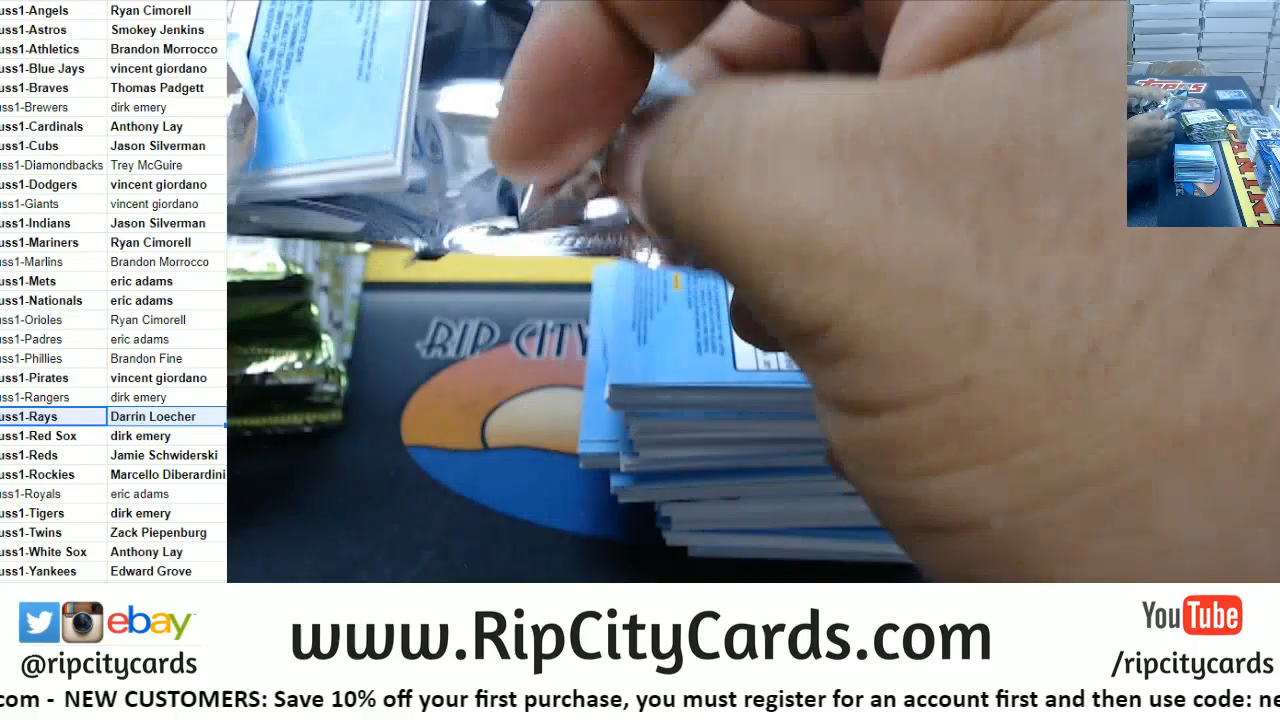 uss1-Angels Ryan Cimorell
uss1-Astros Smokey Jenkins
uss1-Athletics Brandon Morrocco
uss1-Blue Jays vincent giordano
uss1-Braves Thomas Padgett
uss1-Brewers dirk emery
uss1-Cardinals Anthony Lay
uss1-Cubs Jason Silverman
uss1-Diamondbacks Trey McGuire
uss1-Dodgers vincent giordano
uss1-Giants vincent giordano
uss1-Indians Jason Silverman
uss1-Mariners Ryan Cimorell
uss1-Marlins Brandon Morrocco
uss1-Mets eric adams
uss1-Nationals eric adams
uss1-Orioles Ryan Cimorell
uss1-Padres eric adams
uss1-Phillies Brandon Fine
uss1-Pirates vincent giordano
uss1-Rangers dirk emery
uss1-Rays Darrin Loecher
uss1-Red Sox dirk emery
uss1-Reds Jamie Schwiderski
uss1-Rockies Marcello Diberardini
uss1-Royals eric adams
uss1-Tigers dirk emery
uss1-Twins Zack Piepenburg
uss1-White Sox Anthony Lay
uss1-Yankees Edward Grove
TOPPS
RIP CITY
ebay
@ripcitycards
www.RipCityCards.com
YouTube
/ripcitycards
com - NEW CUSTOMERS: Save 10% off your first purchase, you must register for an account first and then use code: ne